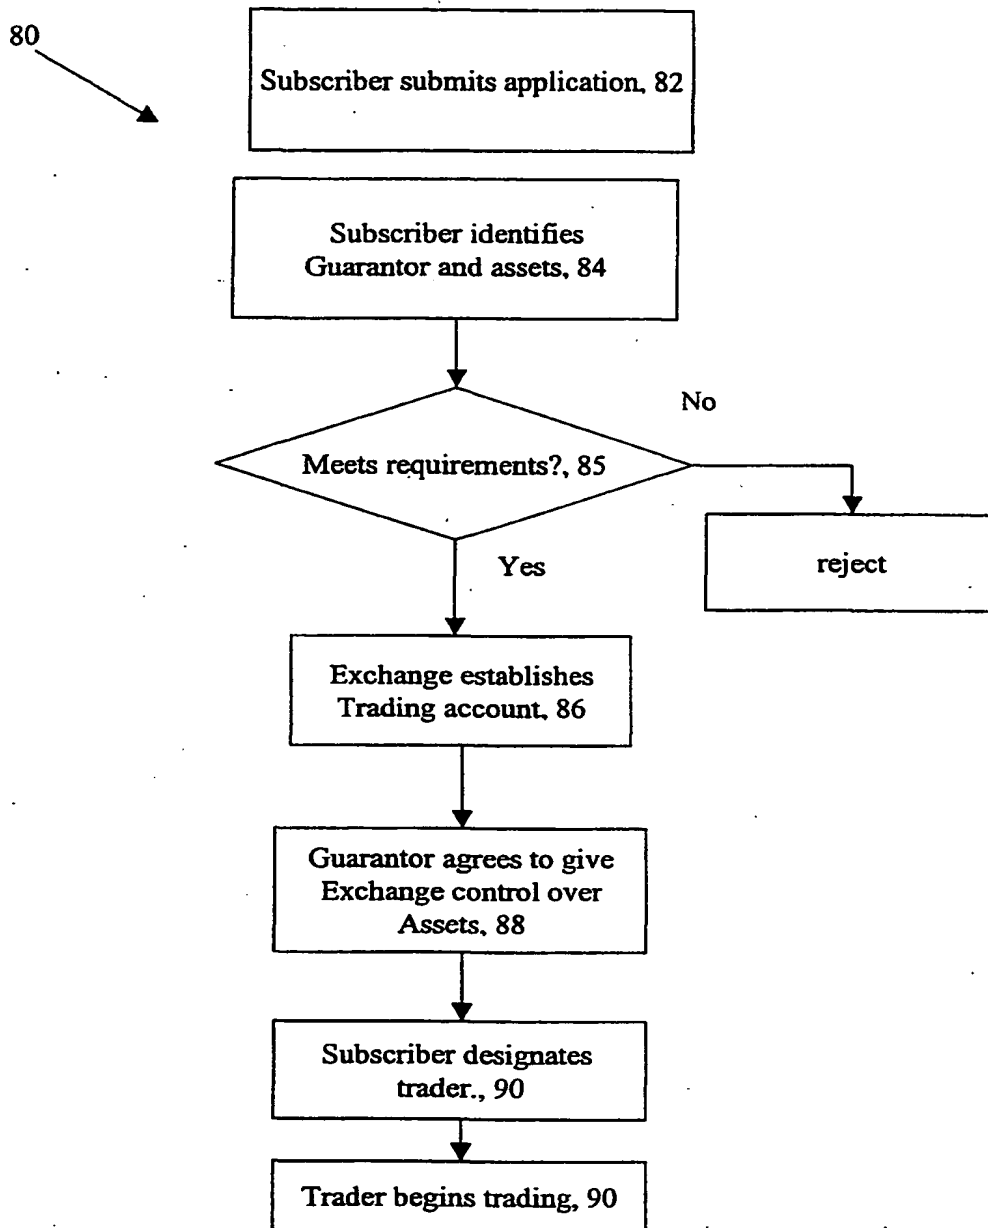 80
Subscriber submits application, 82
Subscriber identifies
Guarantor and assets, 84
No
Meets requirements?, 85
Yes
reject
Exchange establishes
Trading account, 86
Guarantor agrees to give
Exchange control over
Assets, 88
Subscriber designates
trader., 90
Trader begins trading, 90